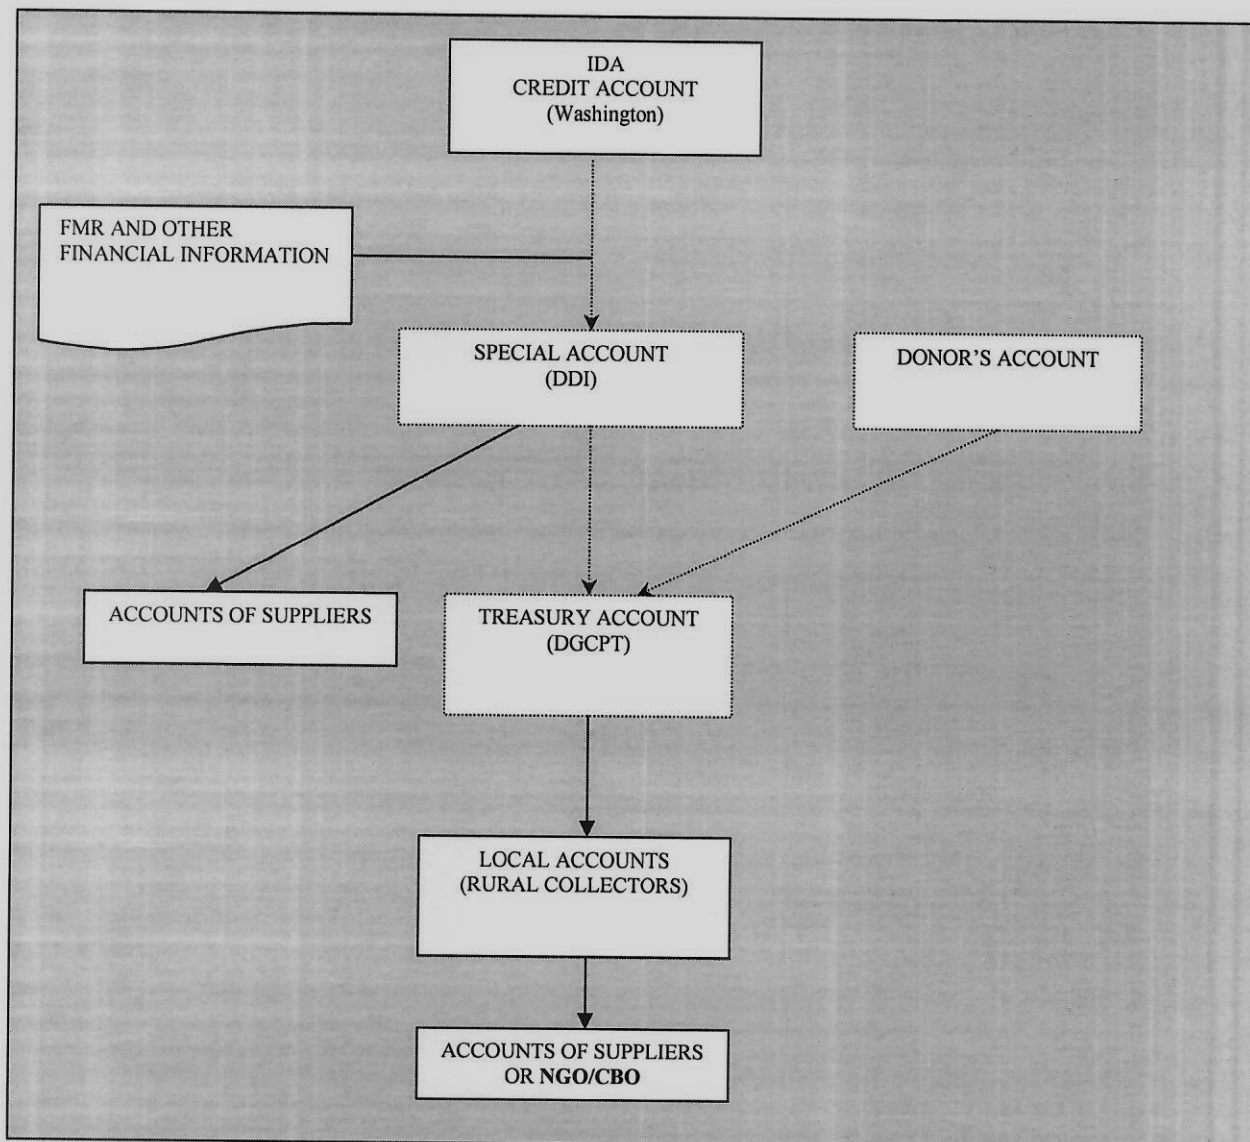 IDA
CREDIT ACCOUNT
(Washington)
FMR AND OTHER
FINANCIAL INFORMATION
SPECIAL ACCOUNT
(DDI)
DONOR'S ACCOUNT
ACCOUNTS OF SUPPLIERS
TREASURY ACCOUNT
(DGCPT)
LOCAL ACCOUNTS
(RURAL COLLECTORS)
ACCOUNTS OF SUPPLIERS
OR NGO/CBO